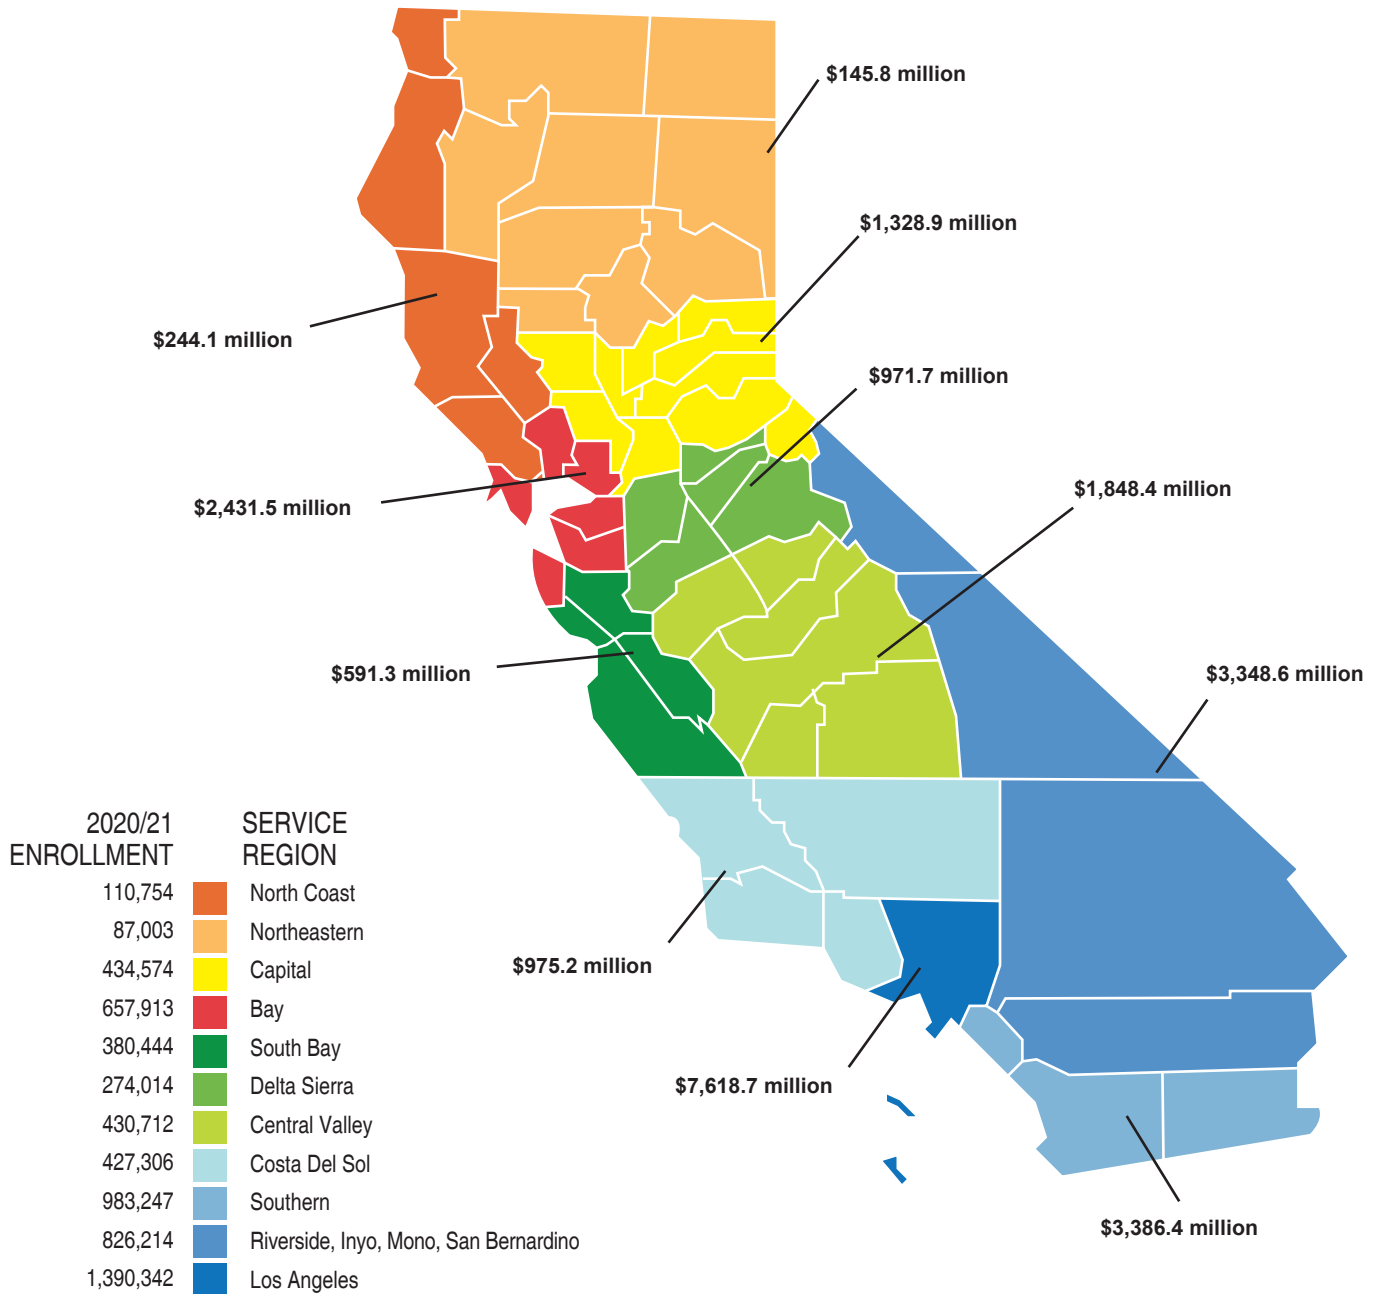 $145.8 million
$1,328.9 million
$244.1 million
$971.7 million
$2,431.5 million
$1,848.4 million
$591.3 million
$3,348.6 million
$975.2 million
$7,618.7 million
$3,386.4 million
2020/21 SERVICE
ENROLLMENT REGION
110,754 North Coast
87,003 Northeastern
434,574 Capital
657,913 Bay
380,444 South Bay
274,014 Delta Sierra
430,712 Central Valley
427,306 Costa Del Sol
983,247 Southern
826,214 Riverside, Inyo, Mono, San Bernardino
1,390,342 Los Angeles